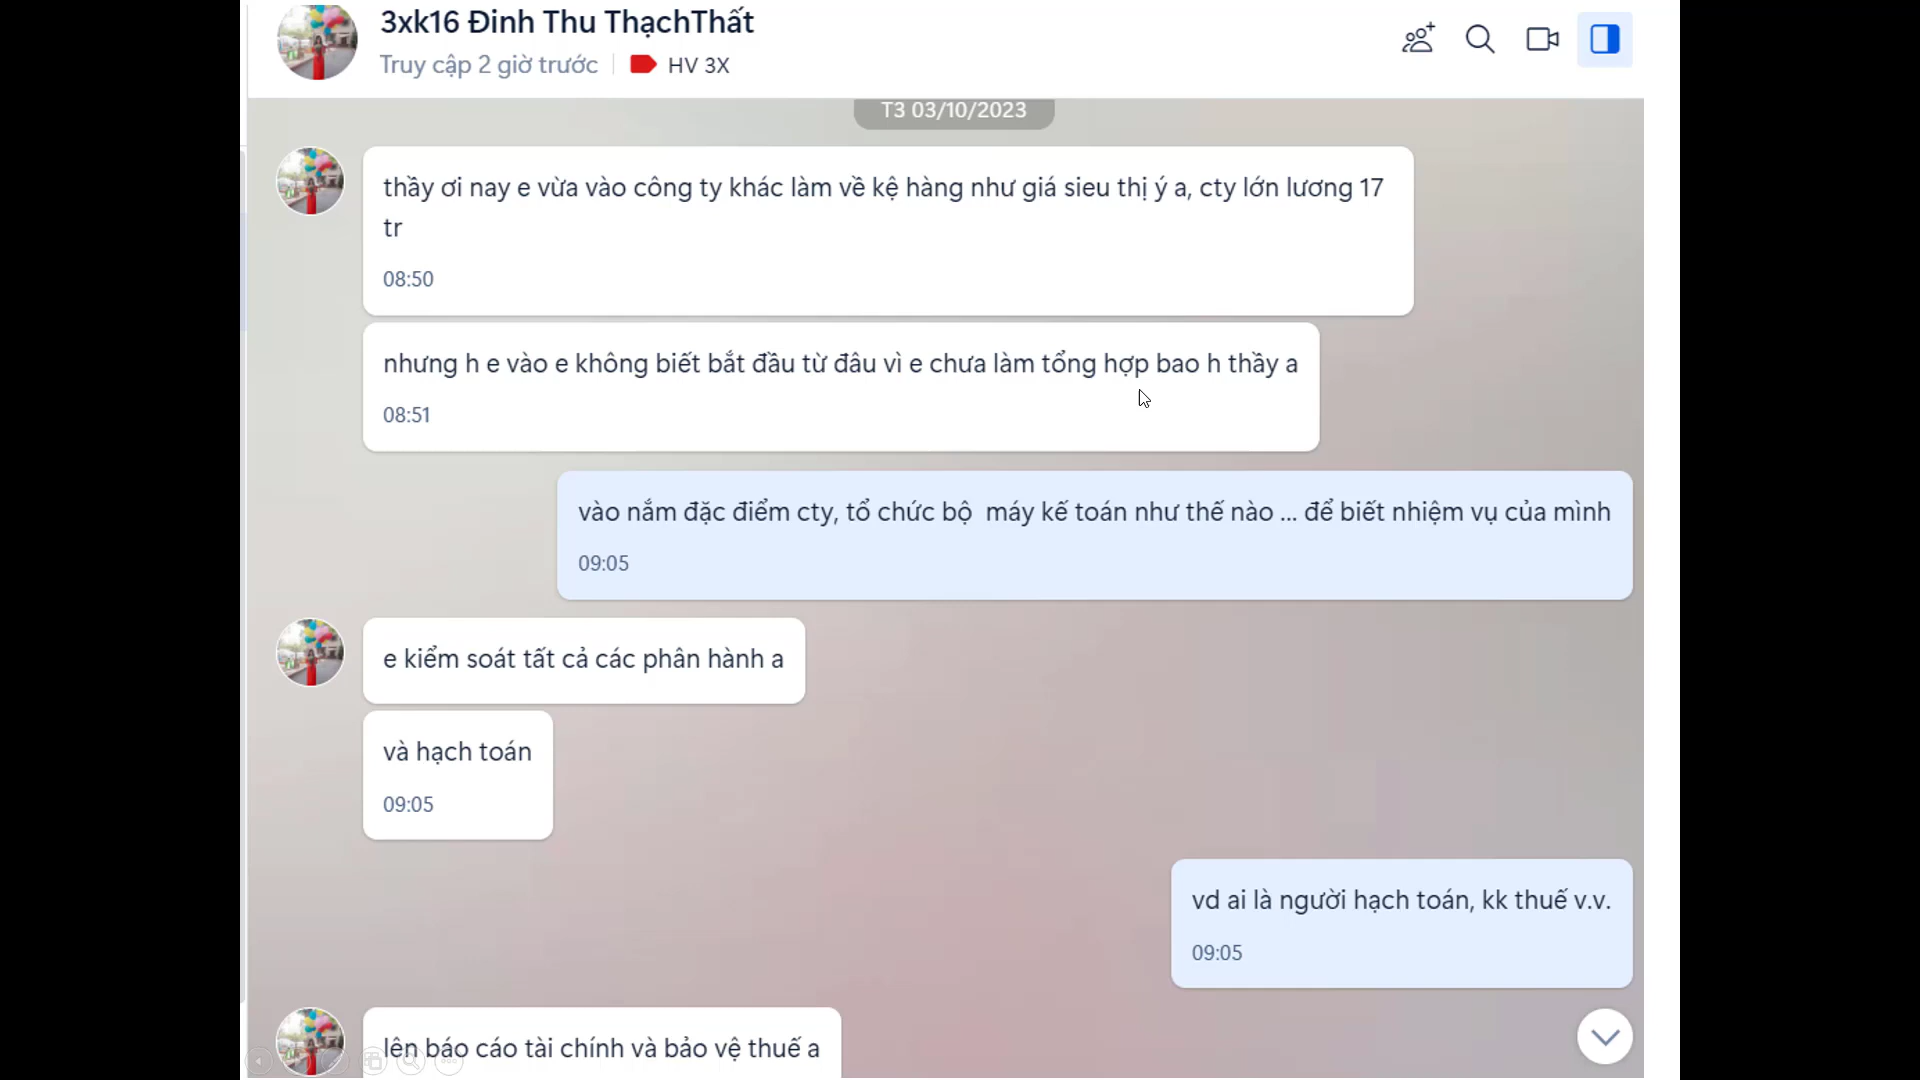 3xk16 Đinh Thu ThạchThất
Truy cập 2 giờ trước
HV 3X
T3 03/10/2023
thầy ơi nay e vừa vào công ty khác làm về kệ hàng như giá sieu thị ý a, cty lớn lương 17
tr
08:50
nhưng h e vào e không biết bắt đầu từ đâu vì e chưa làm tổng hợp bao h thầy a
08:51
vào nắm đặc điểm cty, tổ chức bộ  máy kế toán như thế nào ... để biết nhiệm vụ của mình
09:05
e kiểm soát tất cả các phân hành a
và hạch toán
09:05
vd ai là người hạch toán, kk thuế v.v.
09:05
lên báo cáo tài chính và bảo vệ thuế a